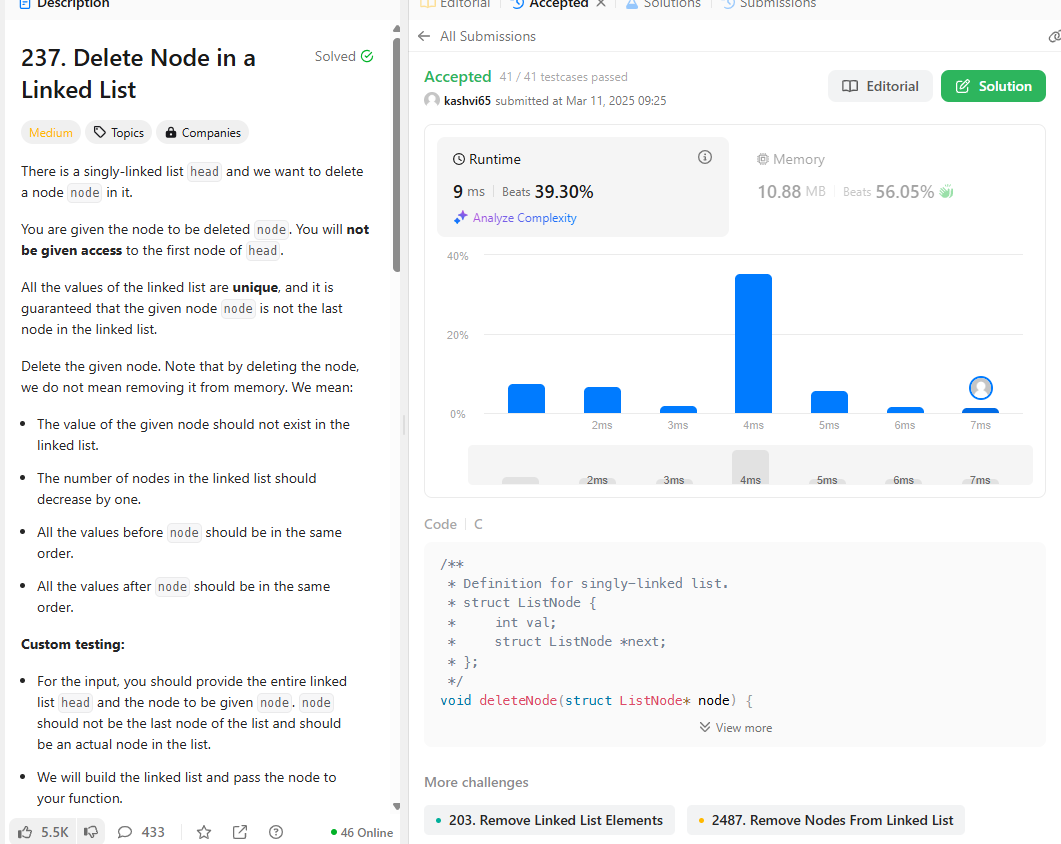 Description
237. Delete Node in a
Linked List
Solved
Medium
Topics
Companies
There is a singly-linked list head and we want to delete
a node node in it.
You are given the node to be deleted node. You will not
be given access to the first node of head.
All the values of the linked list are unique, and it is
guaranteed that the given node node is not the last
node in the linked list.
Delete the given node. Note that by deleting the node,
we do not mean removing it from memory. We mean:
• The value of the given node should not exist in the
linked list.
• The number of nodes in the linked list should
decrease by one.
• All the values before node should be in the same
order.
• All the values after node should be in the same
order.
Custom testing:
• For the input, you should provide the entire linked
list head and the node to be given node. node
should not be the last node of the list and should
be an actual node in the list.
• We will build the linked list and pass the node to
your function.
5.5K
433
46 Online
Editorial
Accepted
Solutions
Submissions
All Submissions
Accepted 41 / 41 testcases passed
kashvi65 submitted at Mar 11, 2025 09:25
Editorial
Solution
Runtime
9 ms Beats 39.30%
Analyze Complexity
Memory
10.88 MB Beats 56.05%
40%
20%
0%
2ms 3ms 4ms 5ms 6ms 7ms
2ms 3ms 4ms 5ms 6ms 7ms
Code C
/**
* Definition for singly-linked list.
* struct ListNode {
*     int val;
*     struct ListNode *next;
* };
*/
void deleteNode(struct ListNode* node) {
View more
More challenges
203. Remove Linked List Elements
2487. Remove Nodes From Linked List